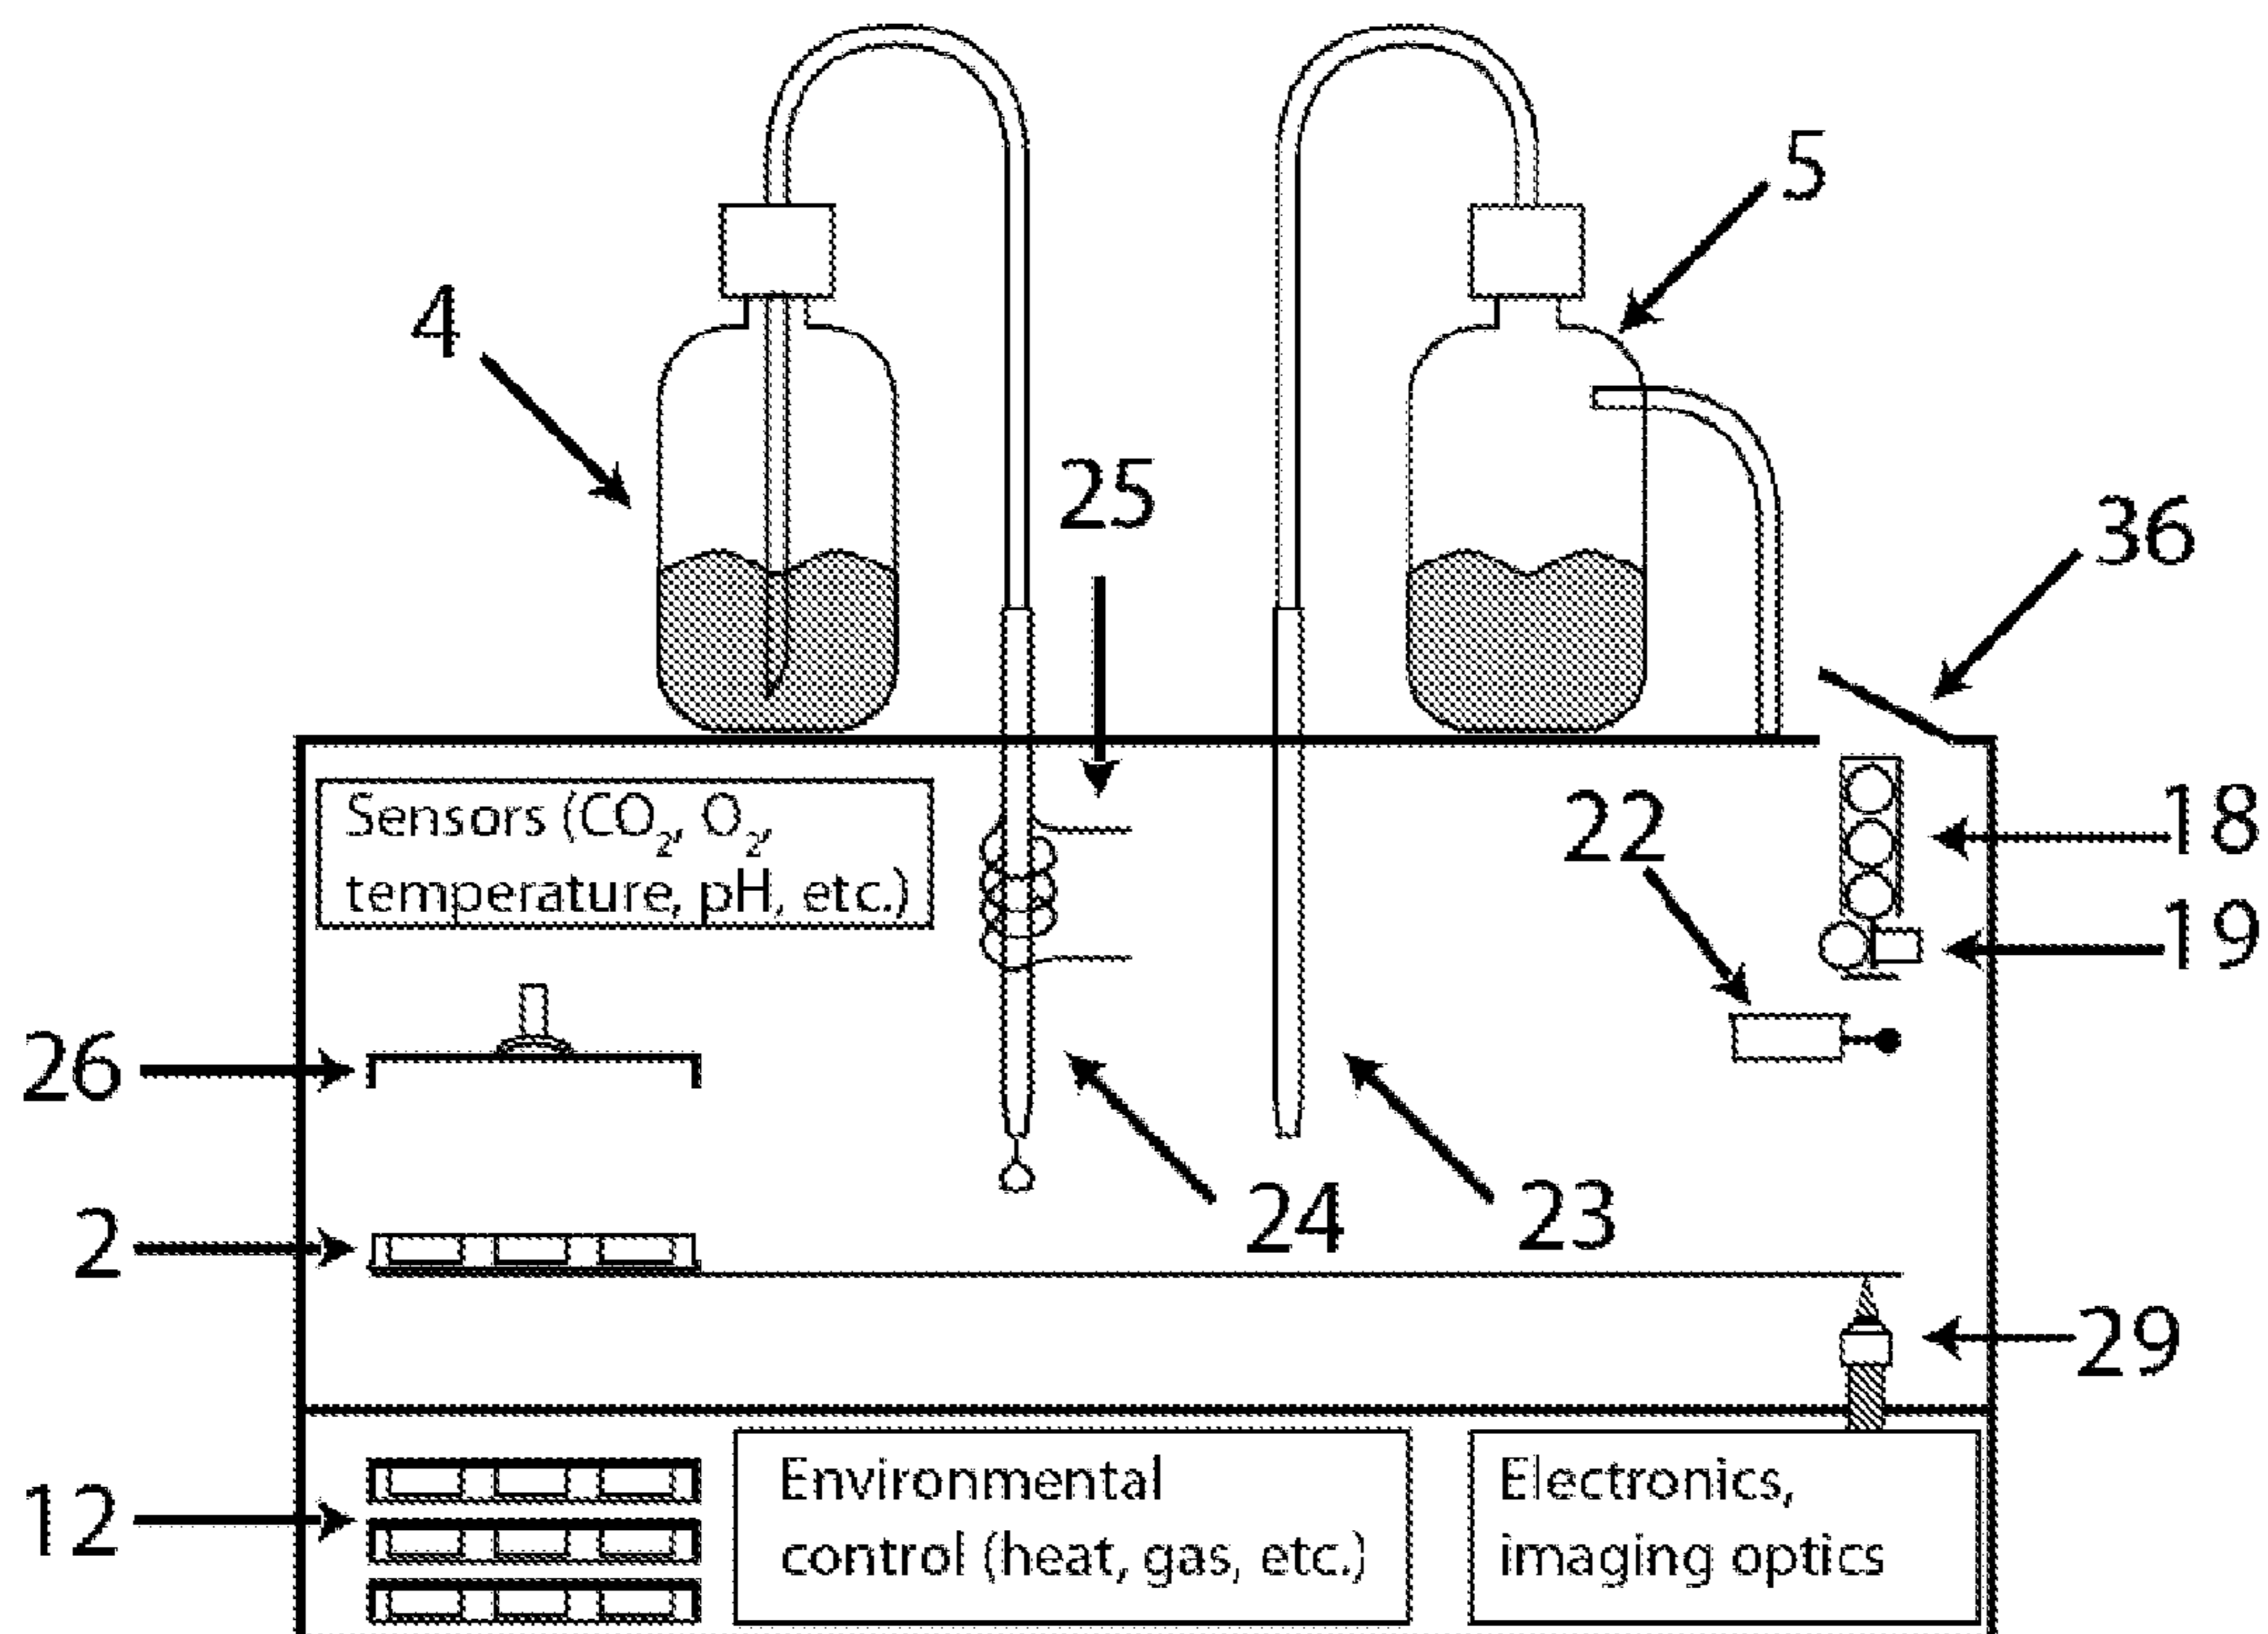 5
4
25
36
Sensors (CO₂, O₂,
temperature, pH, etc.)
18
22
19
26
24
23
2
29
12
Environmental
control (heat, gas, etc.)
Electronics,
imaging optics